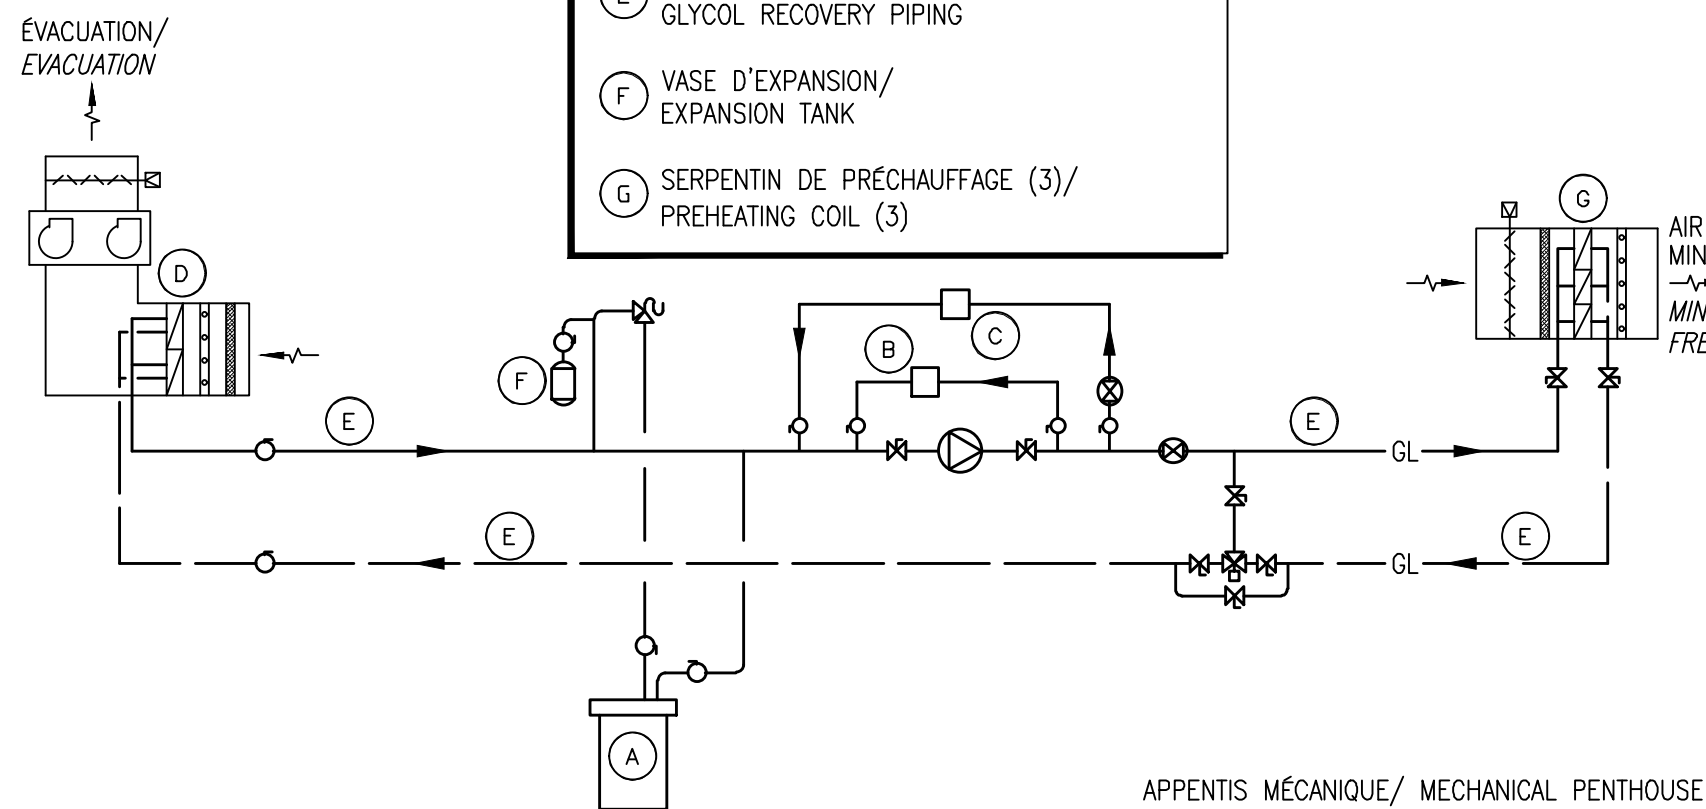 GLYCOL RECOVERY PIPING
F
VASE D'EXPANSION/
EXPANSION TANK
G
SERPENTIN DE PRÉCHAUFFAGE (3)/
PREHEATING COIL (3)
ÉVACUATION/
EVACUATION
D
G
AIR
MIN
MIN
FRE
F
B
C
E
E
GL
E
E
GL
A
APPENTIS MÉCANIQUE/ MECHANICAL PENTHOUSE